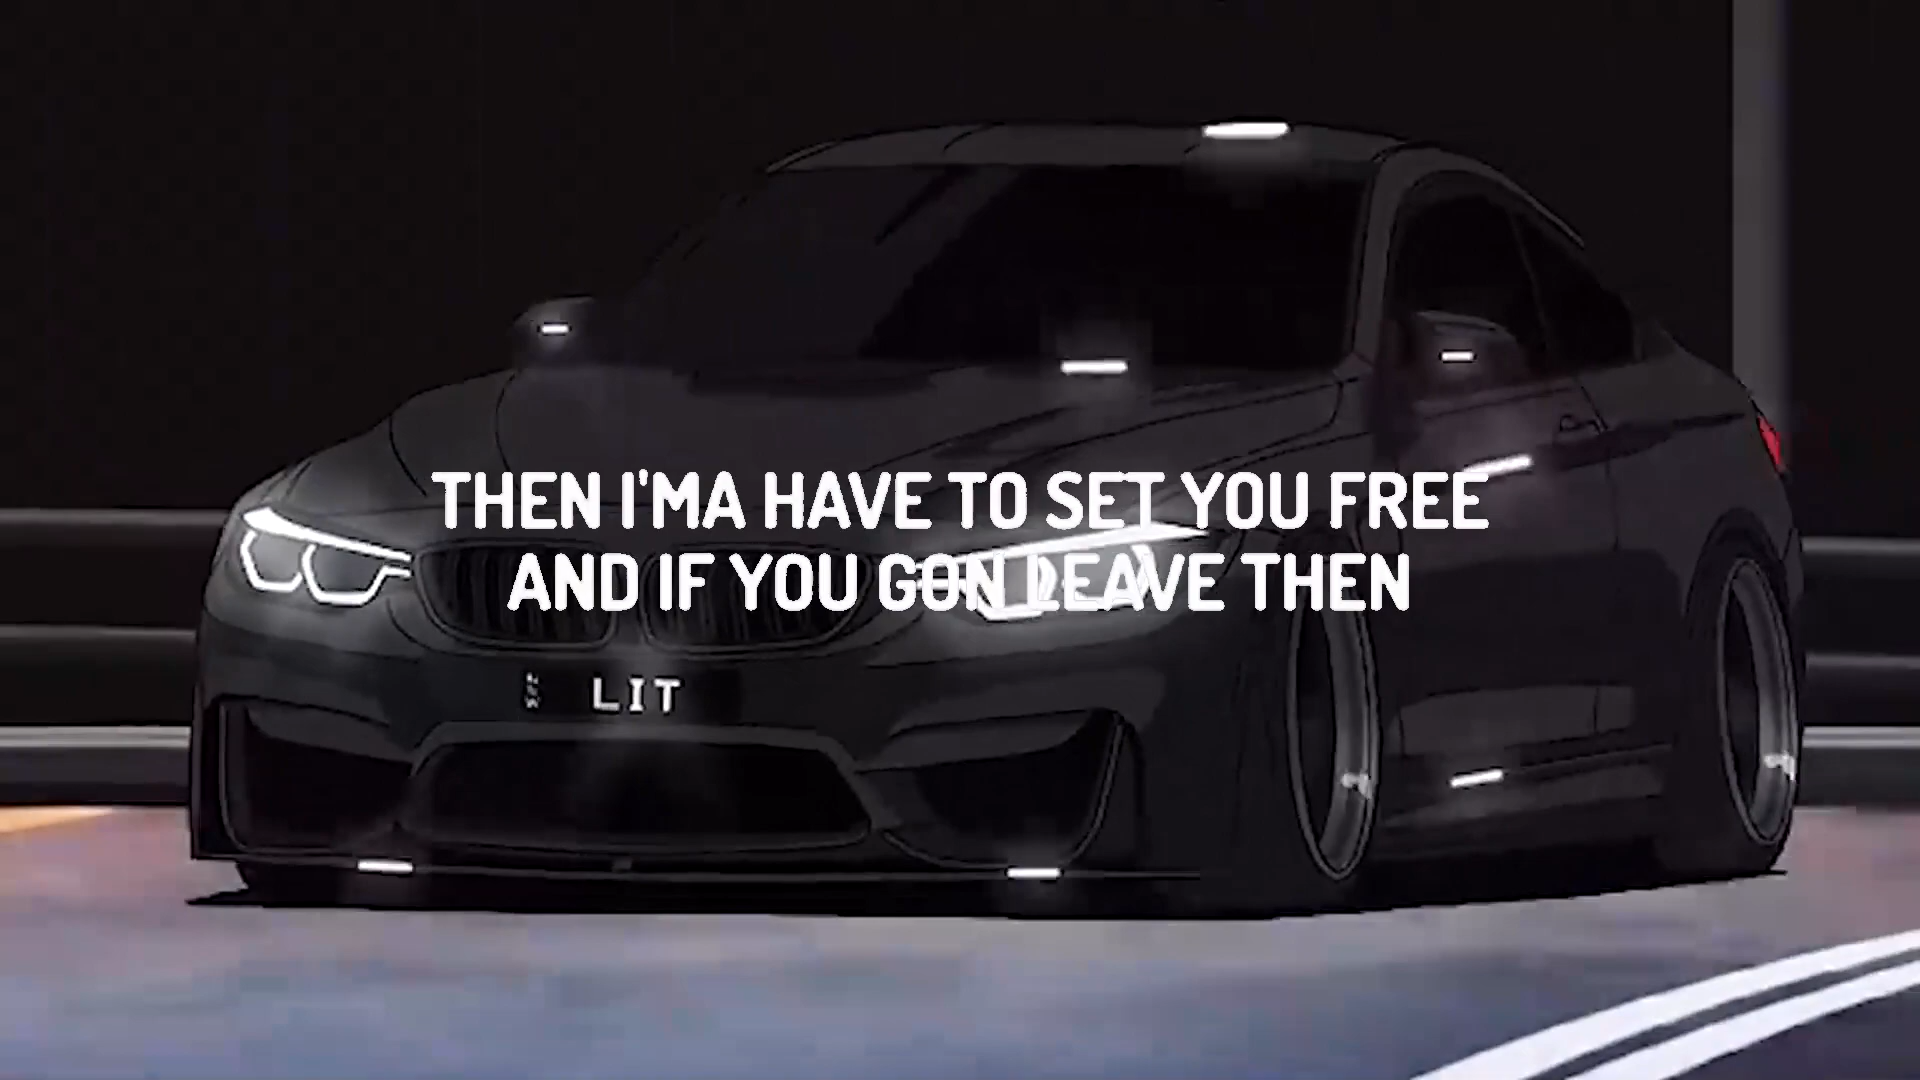 THEN I'MA HAVE TO SET YOU FREE
AND IF YOU GON LEAVE THEN
LIT